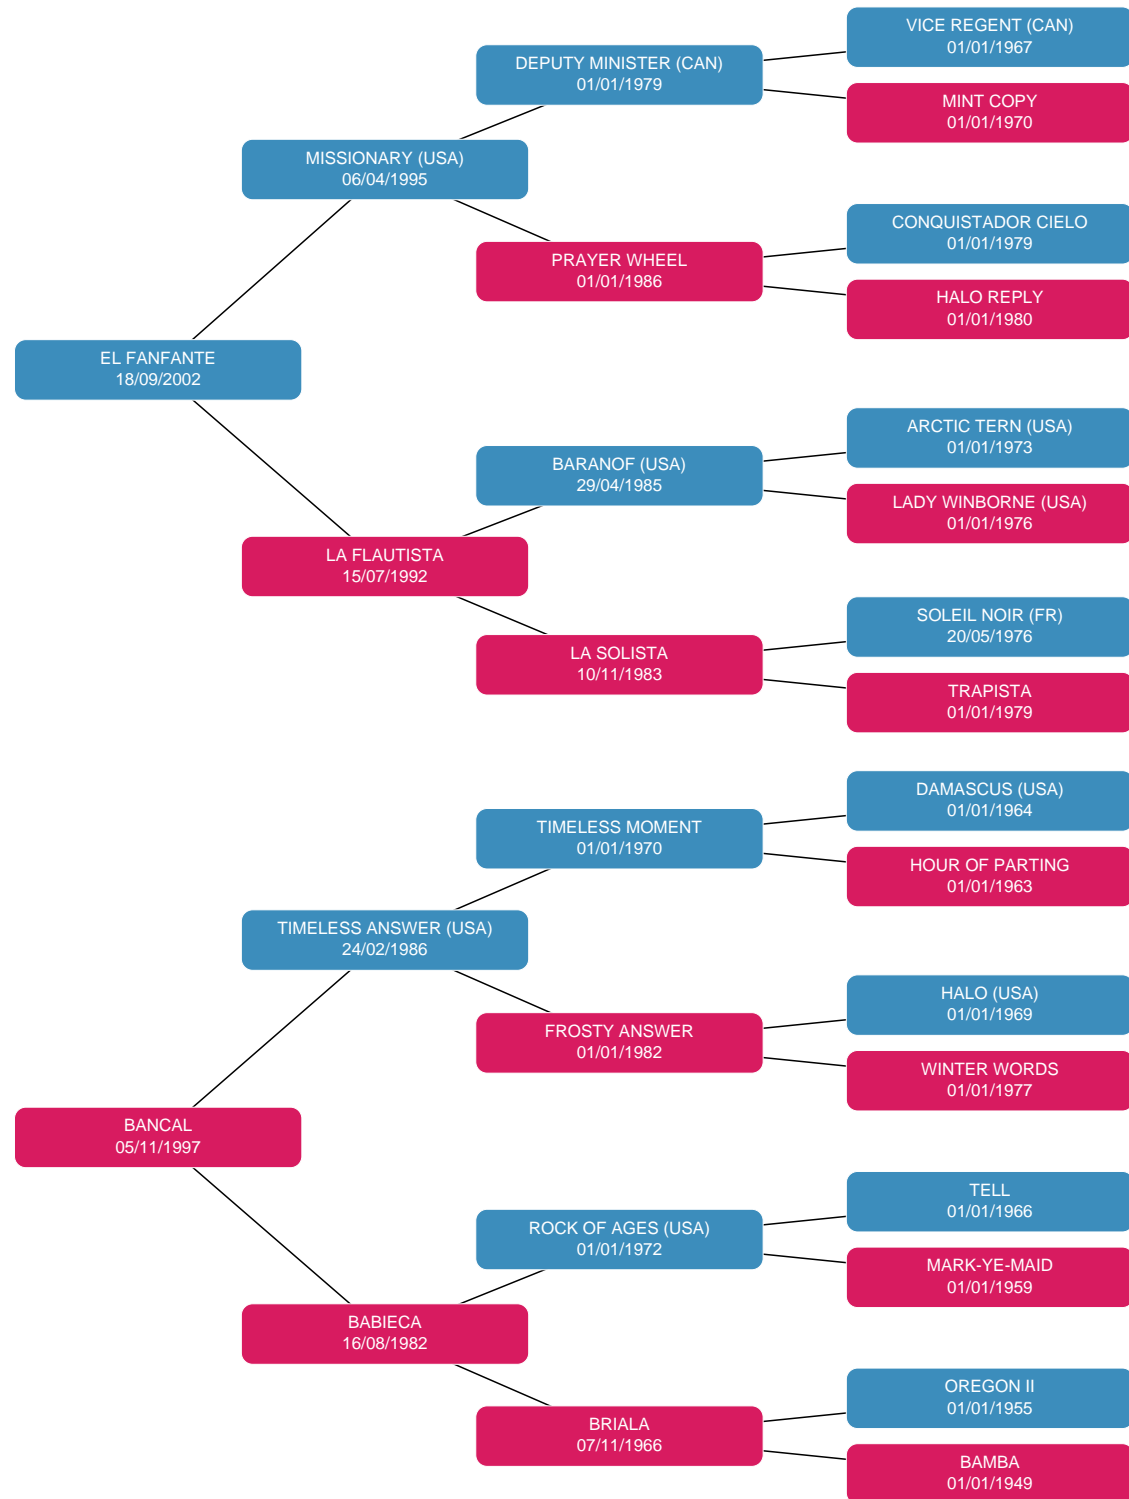 VICE REGENT (CAN)
01/01/1967
DEPUTY MINISTER (CAN)
01/01/1979
MINT COPY
01/01/1970
MISSIONARY (USA)
06/04/1995
CONQUISTADOR CIELO
01/01/1979
PRAYER WHEEL
01/01/1986
HALO REPLY
01/01/1980
EL FANFANTE
18/09/2002
ARCTIC TERN (USA)
01/01/1973
BARANOF (USA)
29/04/1985
LADY WINBORNE (USA)
01/01/1976
LA FLAUTISTA
15/07/1992
SOLEIL NOIR (FR)
20/05/1976
LA SOLISTA
10/11/1983
TRAPISTA
01/01/1979
DAMASCUS (USA)
01/01/1964
TIMELESS MOMENT
01/01/1970
HOUR OF PARTING
01/01/1963
TIMELESS ANSWER (USA)
24/02/1986
HALO (USA)
01/01/1969
FROSTY ANSWER
01/01/1982
WINTER WORDS
01/01/1977
BANCAL
05/11/1997
TELL
01/01/1966
ROCK OF AGES (USA)
01/01/1972
MARK-YE-MAID
01/01/1959
BABIECA
16/08/1982
OREGON II
01/01/1955
BRIALA
07/11/1966
BAMBA
01/01/1949